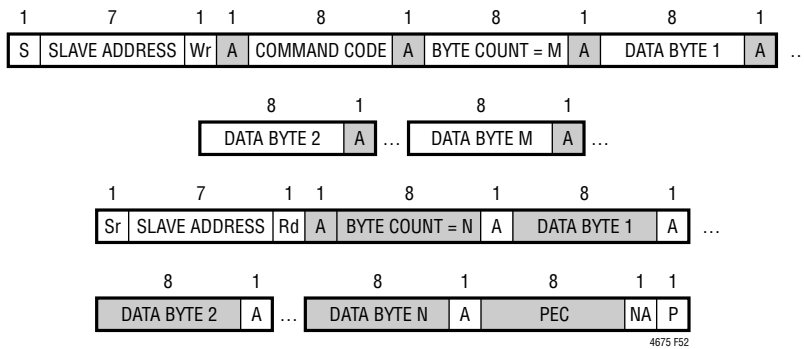 1 7 1 1 8 1 8 1 8 1
S SLAVE ADDRESS Wr A COMMAND CODE A BYTE COUNT = M A DATA BYTE 1 A …
8 1 8 1
DATA BYTE 2 A … DATA BYTE M A …
1 7 1 1 8 1 8 1
Sr SLAVE ADDRESS Rd A BYTE COUNT = N A DATA BYTE 1 A …
8 1 8 1 8 1 1
DATA BYTE 2 A … DATA BYTE N A PEC NA P
4675 F52